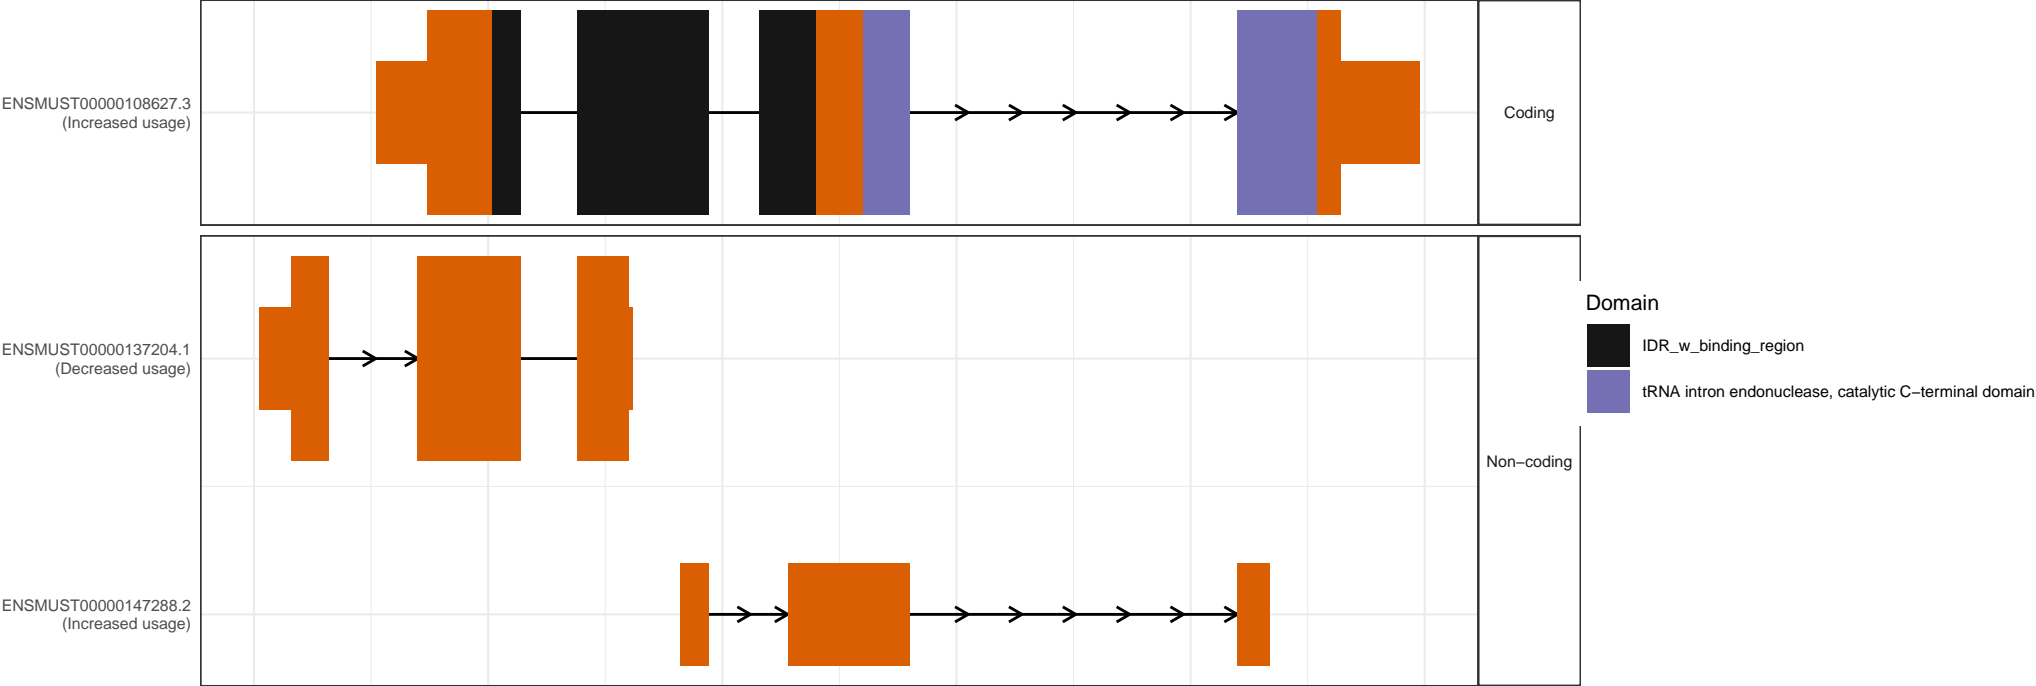 ENSMUST00000108627.3
(Increased usage)
Coding
ENSMUST00000137204.1
(Decreased usage)
Non−coding
ENSMUST00000147288.2
(Increased usage)
Domain
IDR_w_binding_region
tRNA intron endonuclease, catalytic C−terminal domain